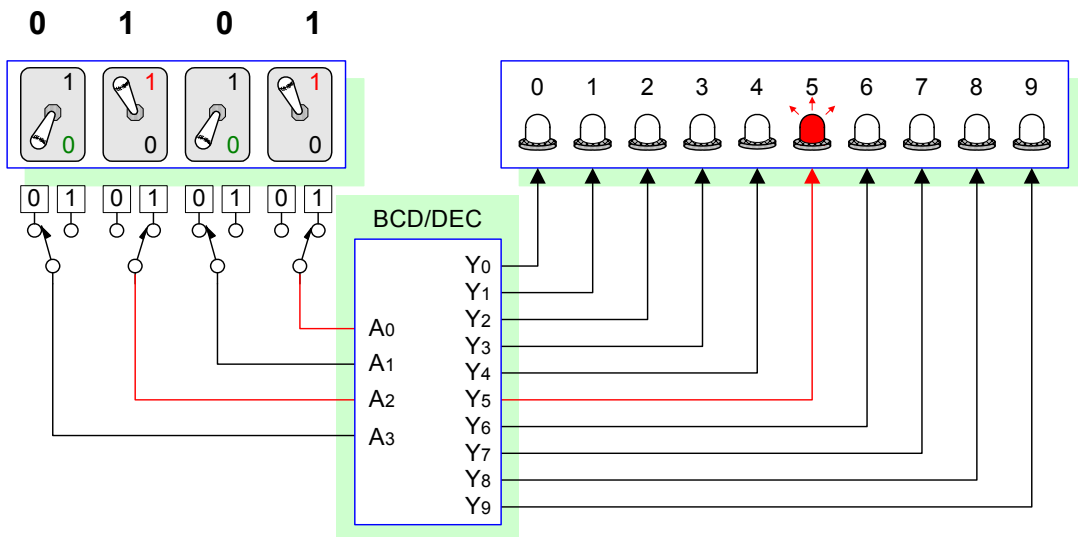 0 1 0 1
1 1 1 1
0 0 0 0
0 1 2 3 4 5 6 7 8 9
0 1 0 1 0 1 0 1
BCD/DEC
A0
A1
A2
A3
Y0
Y1
Y2
Y3
Y4
Y5
Y6
Y7
Y8
Y9